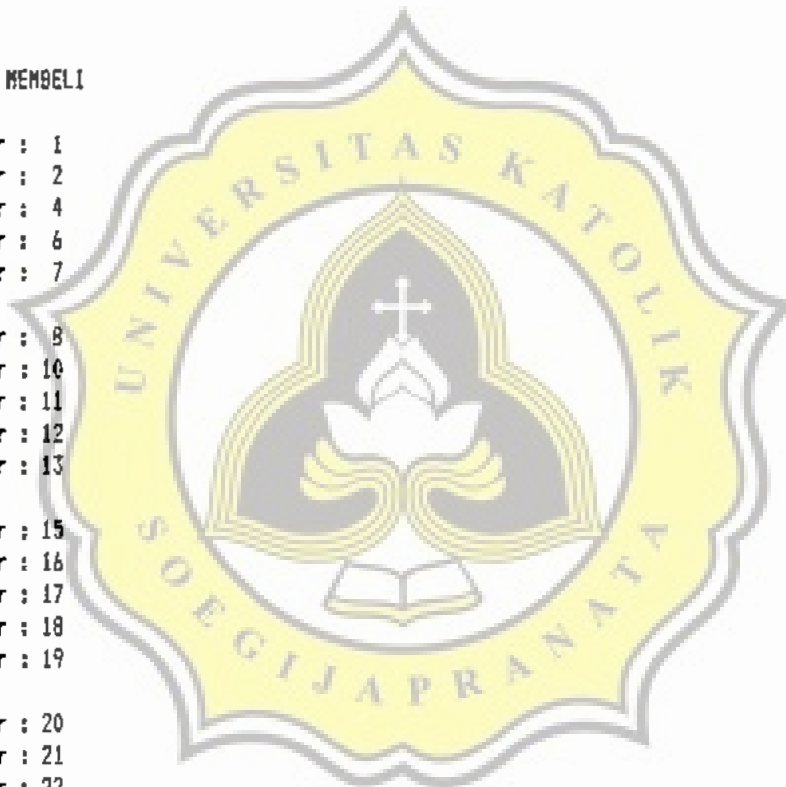 MEMBELI
r : 1
r : 2
r : 4
r : 6
r : 7
r : 8
r : 10
r : 11
r : 12
r : 13
r : 15
r : 16
r : 17
r : 18
r : 19
r : 20
r : 21
r : 22
UNIVERSITAS KATOLIK
SOEGIJAPRANATA